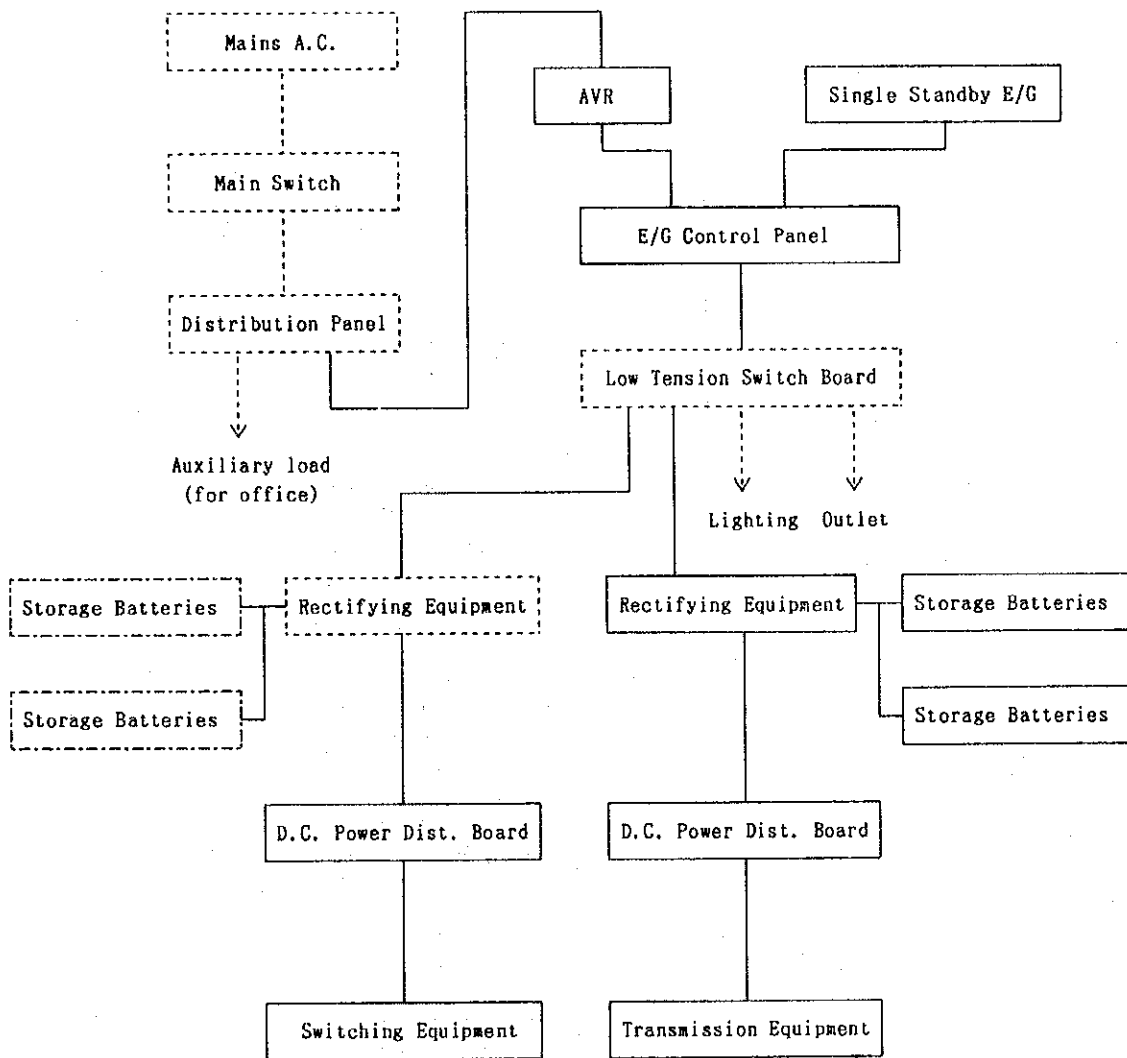 Mains A.C.
AVR
Single Standby E/G
Main Switch
E/G Control Panel
Distribution Panel
Low Tension Switch Board
Auxiliary load
(for office)
Lighting
Outlet
Storage Batteries
Rectifying Equipment
Rectifying Equipment
Storage Batteries
Storage Batteries
Storage Batteries
D.C. Power Dist. Board
D.C. Power Dist. Board
Switching Equipment
Transmission Equipment